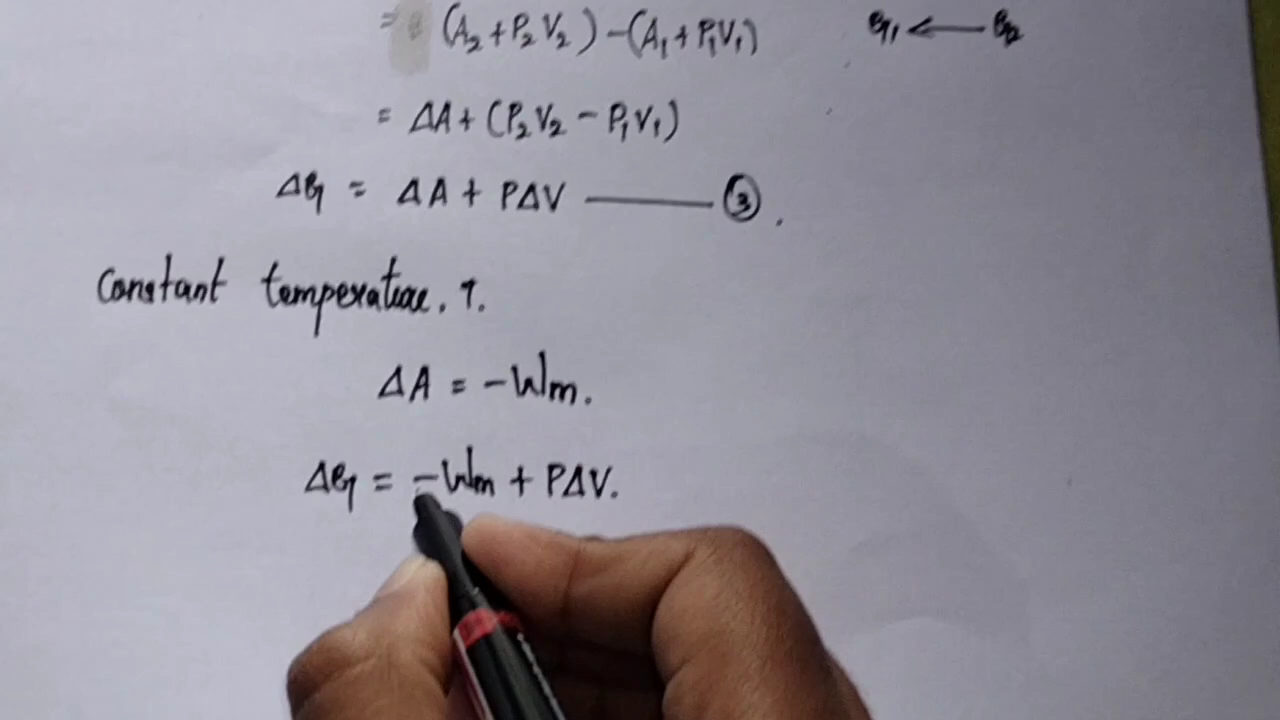 = (A₂ + P₂V₂) - (A₁ + P₁V₁) G₁ ← G₂
= ΔA + (P₂V₂ - P₁V₁)
ΔG = ΔA + PΔV ——— ③.
Constant temperature. T.
ΔA = -Wm.
ΔG = -Wm + PΔV.